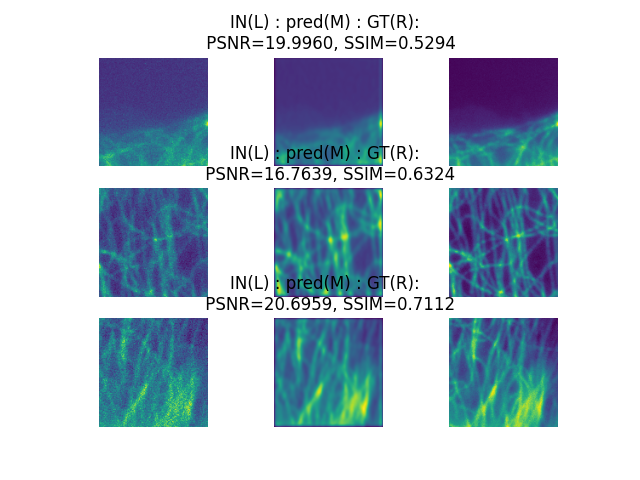 IN(L) : pred(M) : GT(R):
PSNR=19.9960, SSIM=0.5294
IN(L) : pred(M) : GT(R):
PSNR=16.7639, SSIM=0.6324
IN(L) : pred(M) : GT(R):
PSNR=20.6959, SSIM=0.7112